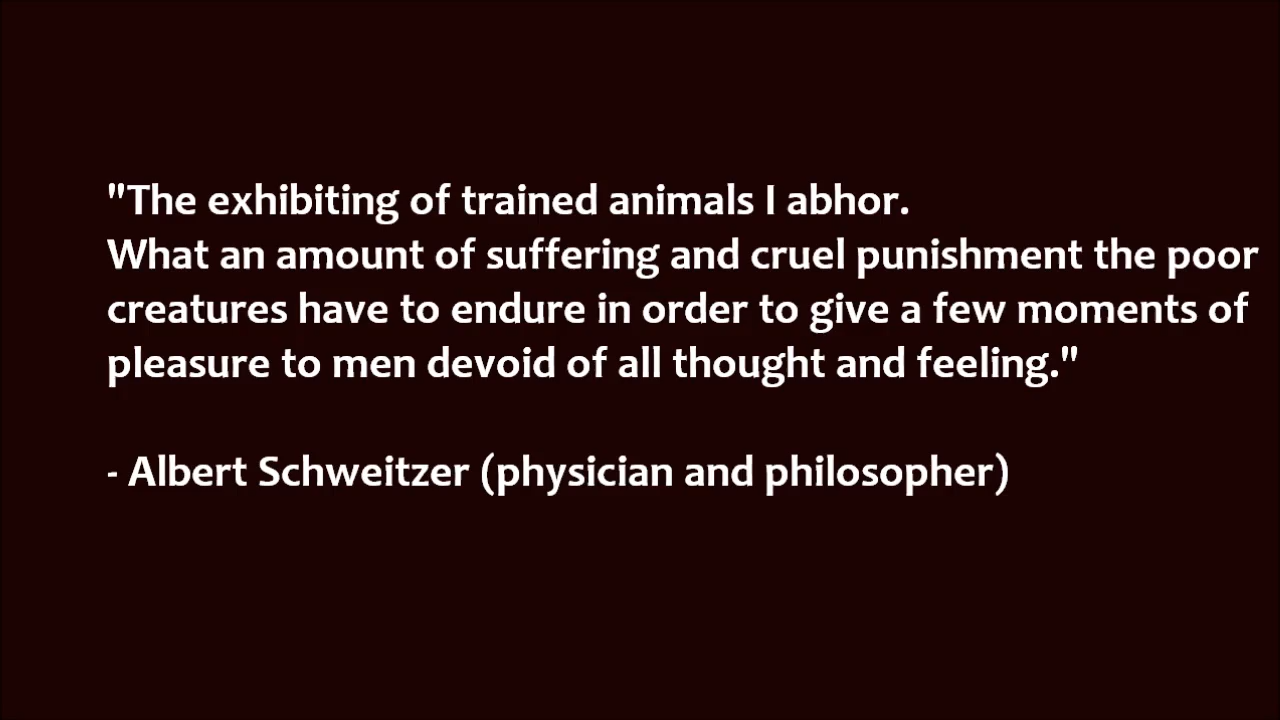 "The exhibiting of trained animals I abhor.
What an amount of suffering and cruel punishment the poor
creatures have to endure in order to give a few moments of
pleasure to men devoid of all thought and feeling."
- Albert Schweitzer (physician and philosopher)